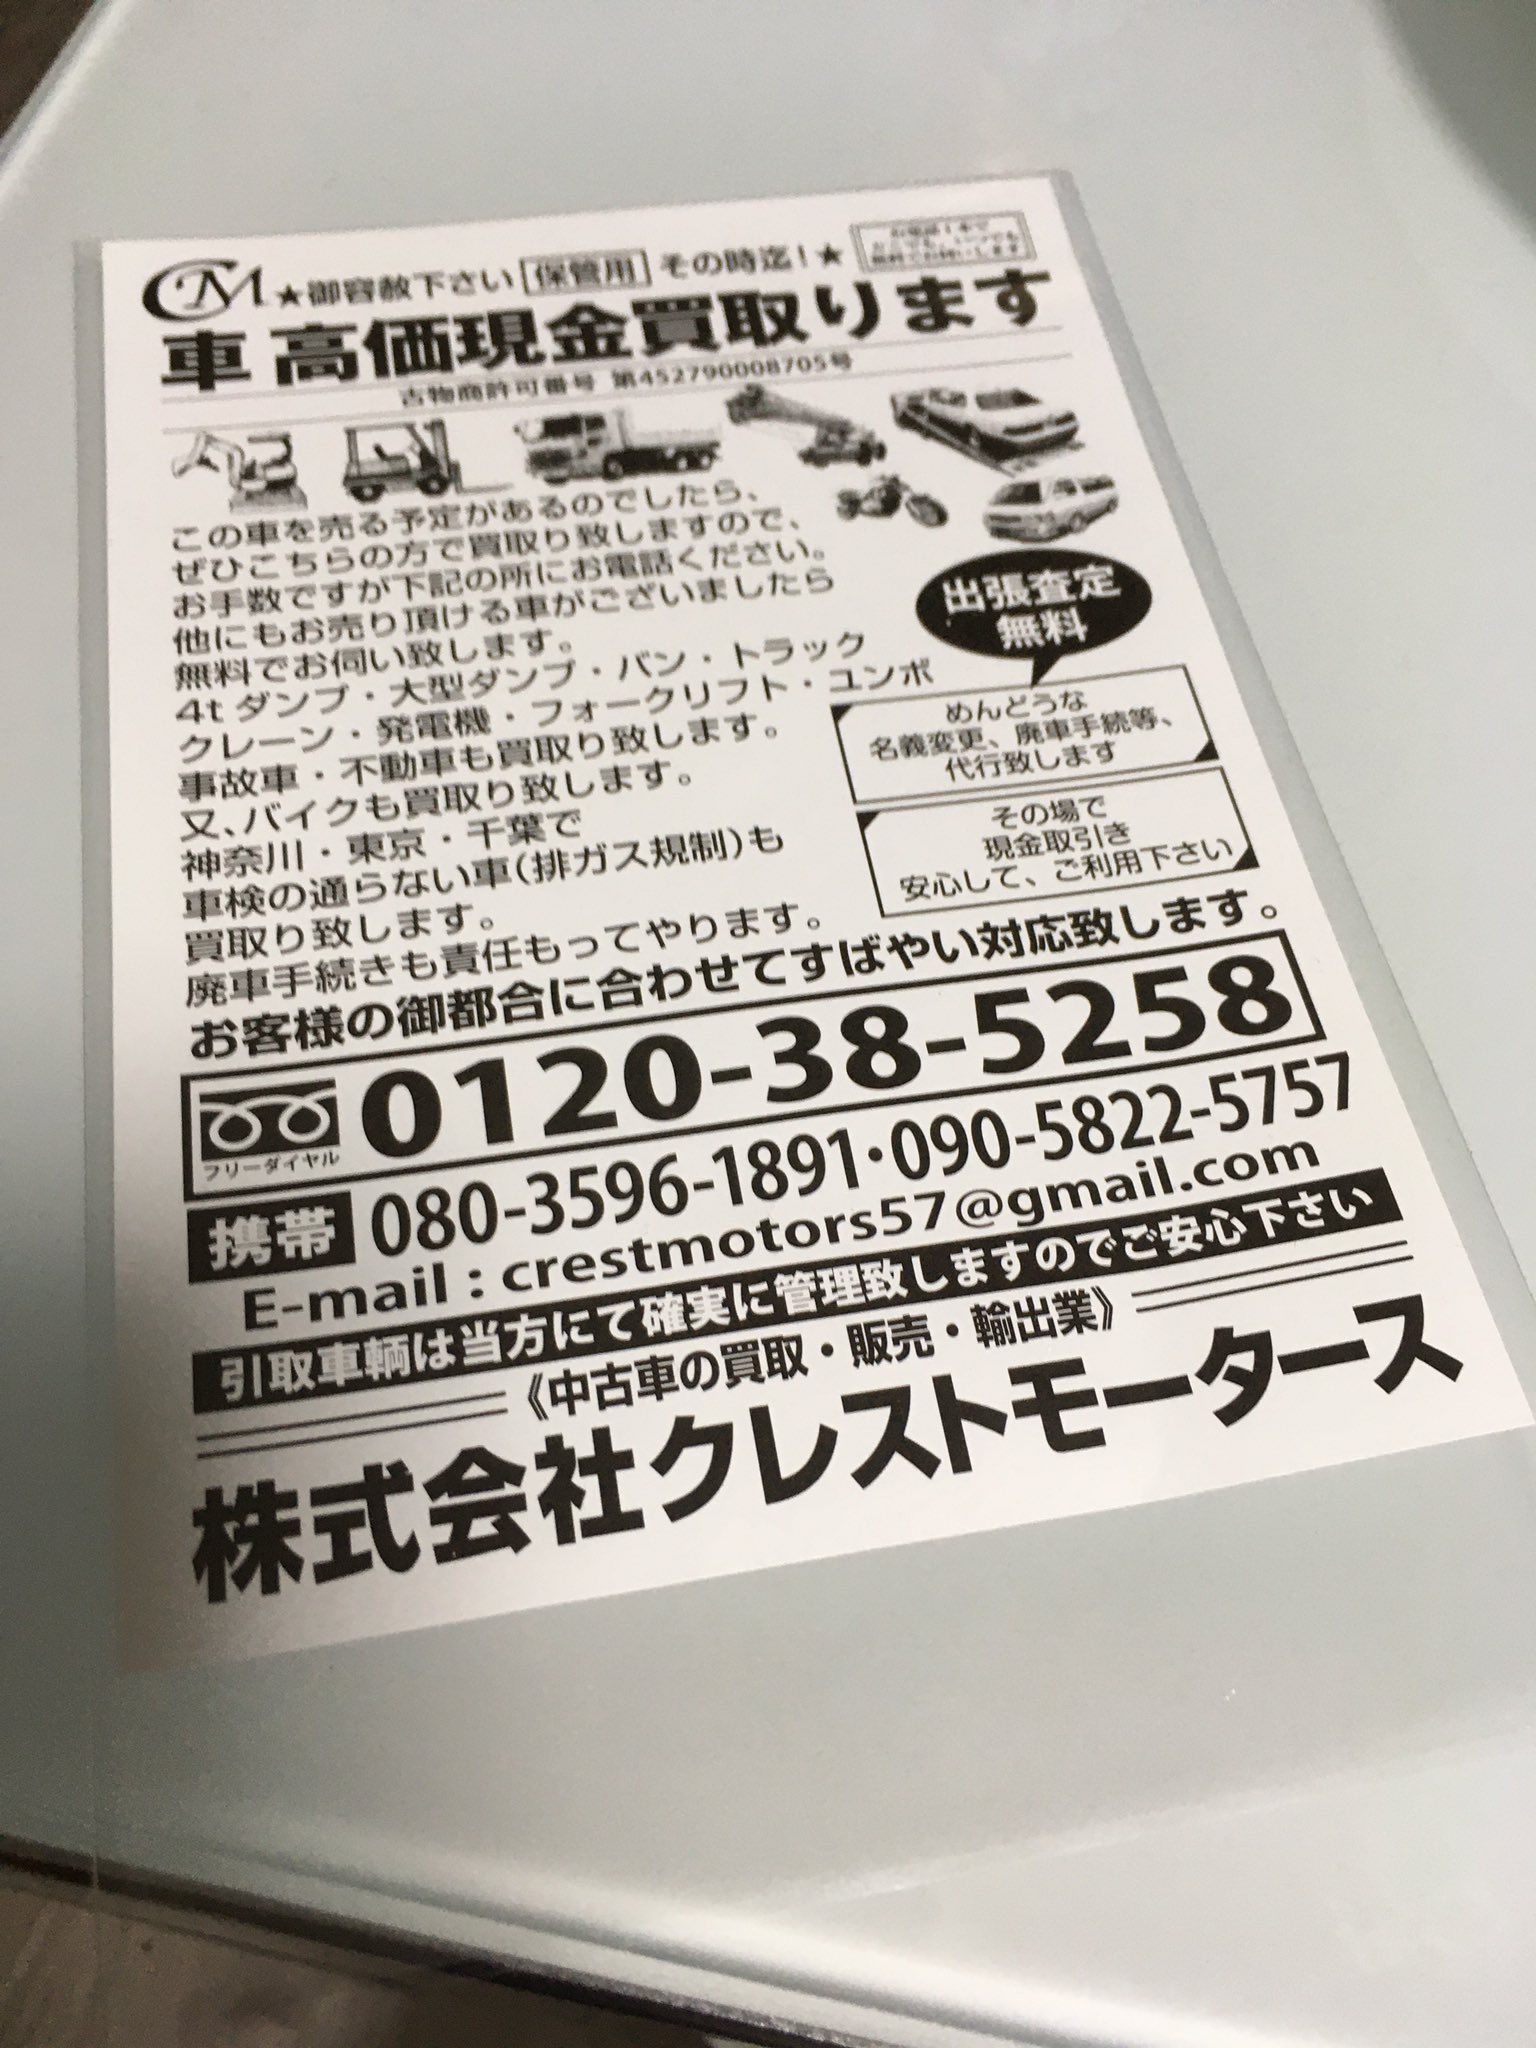 CM ★御容赦下さい 保管用 その時迄!★
お電話1本で
どこでも、いつでも
無料でお伺いします
車 高価現金買取ります
古物商許可番号 第452790008705号
この車を売る予定があるのでしたら、
ぜひこちらの方で買取り致しますので、
お手数ですが下記の所にお電話ください。
他にもお売り頂ける車がございましたら
無料でお伺い致します。
4tダンプ・大型ダンプ・バン・トラック
クレーン・発電機・フォークリフト・ユンボ
事故車・不動車も買取り致します。
又、バイクも買取り致します。
神奈川・東京・千葉で
車検の通らない車(排ガス規制)も
買取り致します。
廃車手続きも責任もってやります。
出張査定
無料
めんどうな
名義変更、廃車手続等、
代行致します
その場で
現金取引き
安心して、ご利用下さい
お客様の御都合に合わせてすばやい対応致します。
フリーダイヤル 0120-38-5258
携帯 080-3596-1891・090-5822-5757
E-mail : crestmotors57@gmail.com
引取車輌は当方にて確実に管理致しますのでご安心下さい
《中古車の買取・販売・輸出業》
株式会社クレストモータース